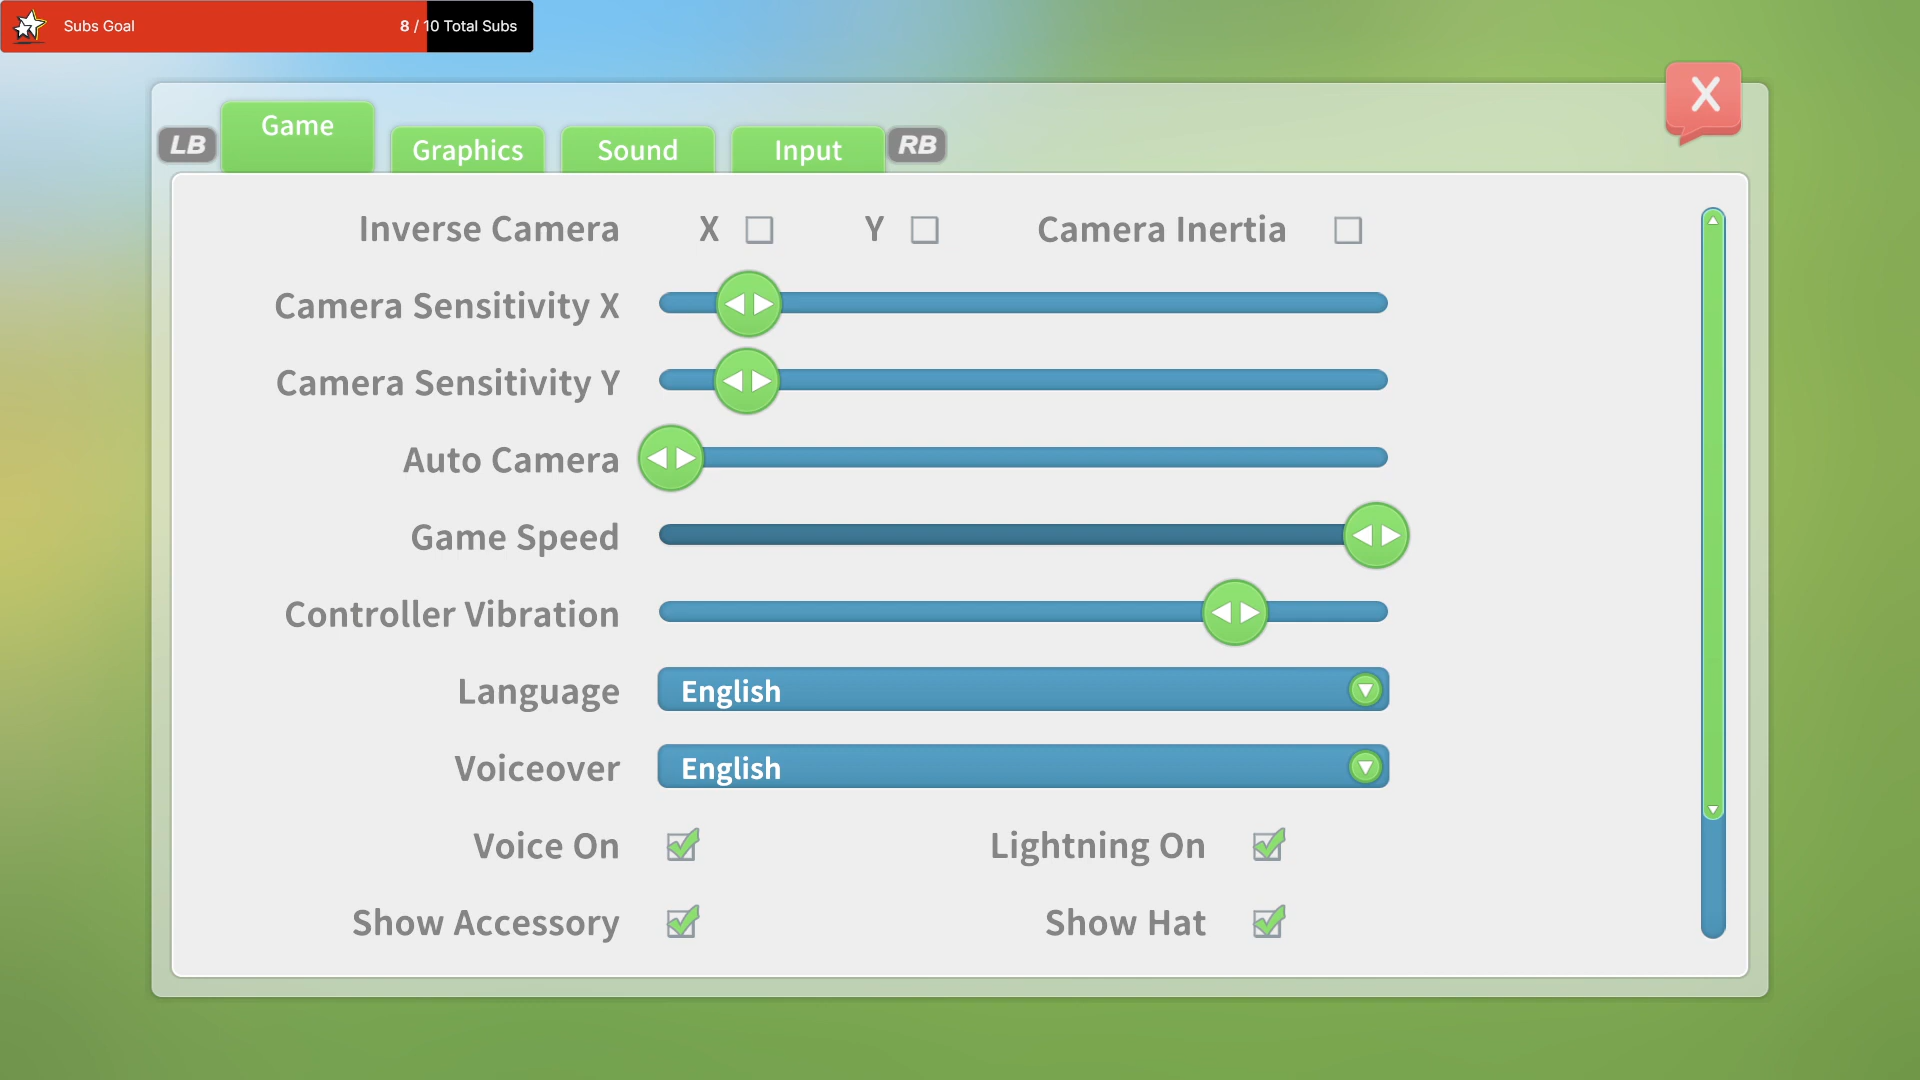 Subs Goal 8 / 10 Total Subs
LB Game Graphics Sound Input RB X
Inverse Camera X Y Camera Inertia
Camera Sensitivity X
Camera Sensitivity Y
Auto Camera
Game Speed
Controller Vibration
Language English
Voiceover English
Voice On Lightning On
Show Accessory Show Hat